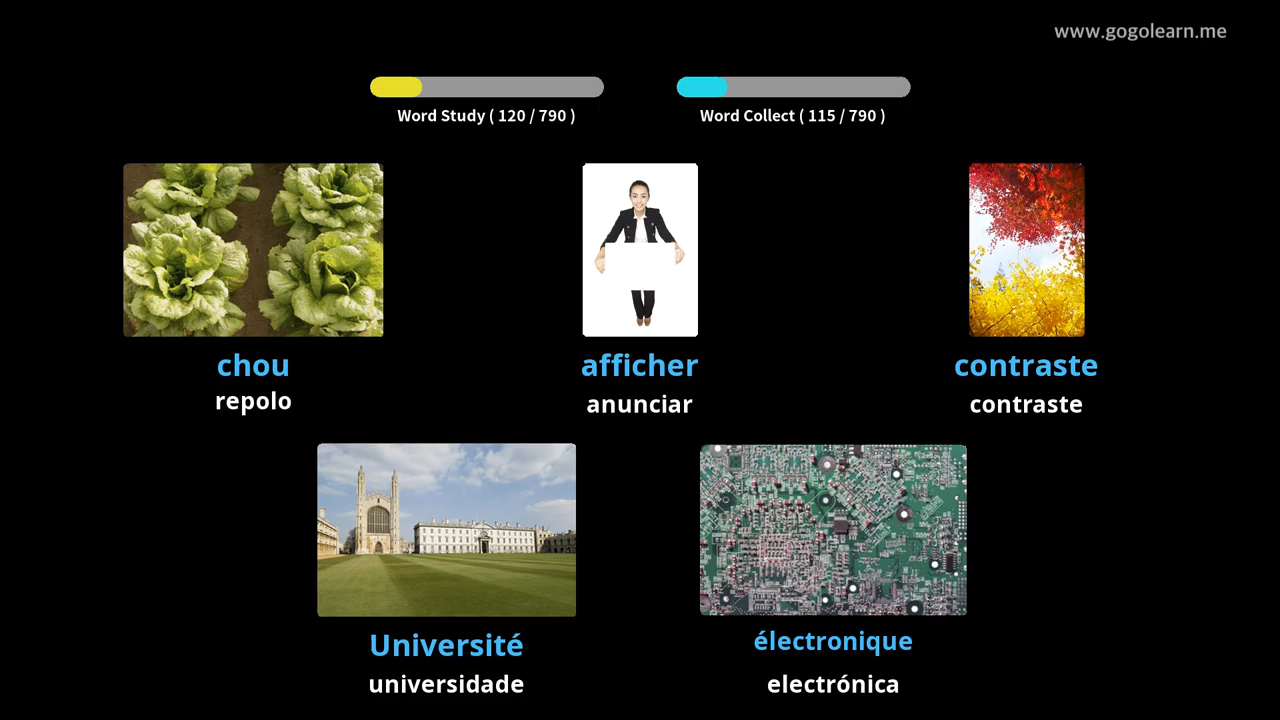 www.gogolearn.me
Word Study ( 120 / 790 )
Word Collect ( 115 / 790 )
chou
repolo
afficher
anunciar
contraste
contraste
Université
universidade
électronique
electrónica